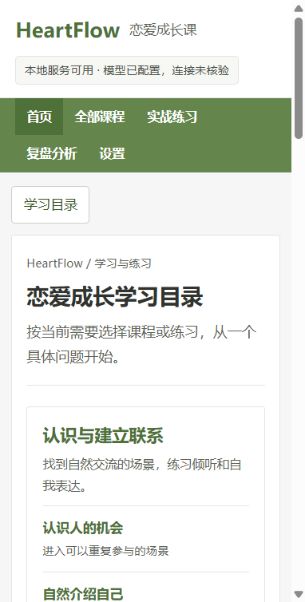 HeartFlow 恋爱成长课
本地服务可用 · 模型已配置，连接未核验
首页 全部课程 实战练习
复盘分析 设置
学习目录
HeartFlow / 学习与练习
恋爱成长学习目录
按当前需要选择课程或练习，从一个
具体问题开始。
认识与建立联系
找到自然交流的场景，练习倾听和自
我表达。
认识人的机会
进入可以重复参与的场景
自然介绍自己